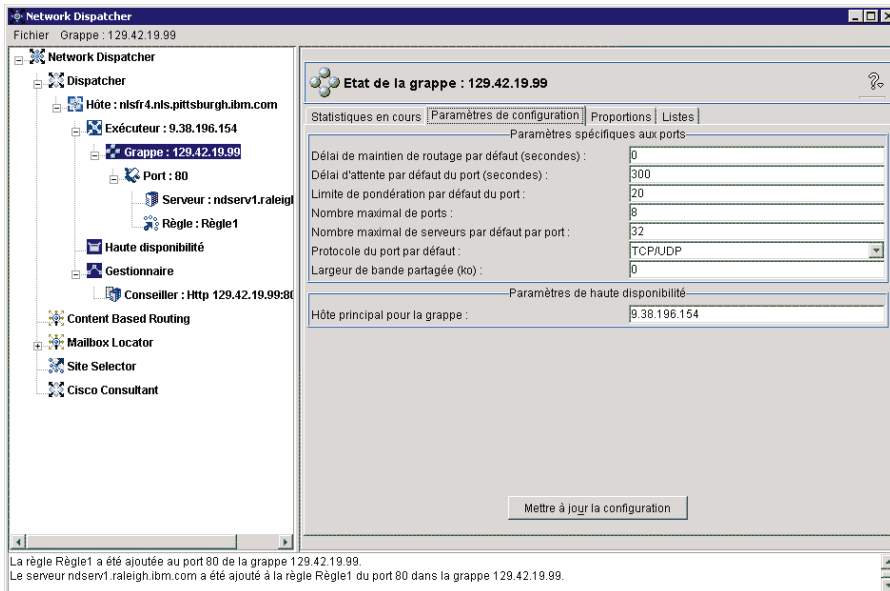 Network Dispatcher
Fichier Grappe : 129.42.19.99
Network Dispatcher
Dispatcher
Hôte : nlsfr4.nls.pittsburgh.ibm.com
Exécuteur : 9.38.196.154
Grappe : 129.42.19.99
Port : 80
Serveur : ndserv1.raleigl
Règle : Règle1
Haute disponibilité
Gestionnaire
Conseiller : Http 129.42.19.99:80
Content Based Routing
Mailbox Locator
Site Selector
Cisco Consultant
Etat de la grappe : 129.42.19.99
Statistiques en cours Paramètres de configuration Proportions Listes
Paramètres spécifiques aux ports
Délai de maintien de routage par défaut (secondes) : 0
Délai d'attente par défaut du port (secondes) : 300
Limite de pondération par défaut du port : 20
Nombre maximal de ports : 8
Nombre maximal de serveurs par défaut par port : 32
Protocole du port par défaut : TCP/UDP
Largeur de bande partagée (ko) : 0
Paramètres de haute disponibilité
Hôte principal pour la grappe : 9.38.196.154
Mettre à jour la configuration
La règle Règle1 a été ajoutée au port 80 de la grappe 129.42.19.99.
Le serveur ndserv1.raleigh.ibm.com a été ajouté à la règle Règle1 du port 80 dans la grappe 129.42.19.99.